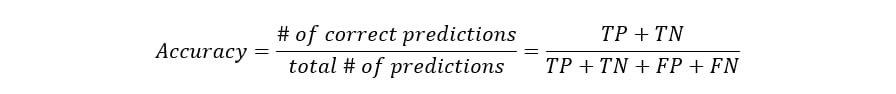 Accuracy = # of correct predictions / total # of predictions = TP + TN / TP + TN + FP + FN